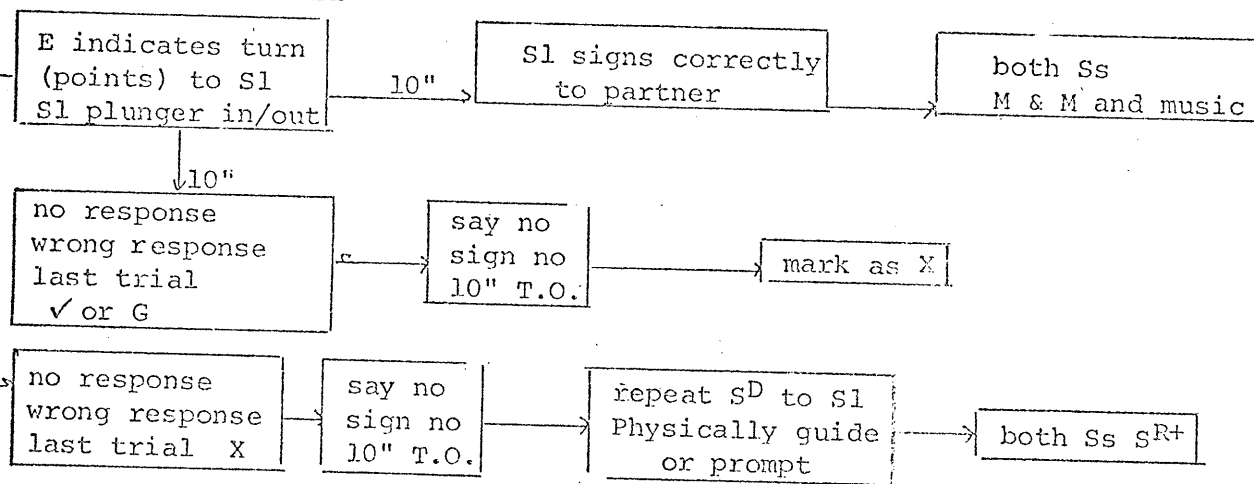 E indicates turn
(points) to S1
S1 plunger in/out
10"
S1 signs correctly
to partner
both Ss
M & M and music
10"
no response
wrong response
last trial
✓ or G
say no
sign no
10" T.O.
mark as X
no response
wrong response
last trial X
say no
sign no
10" T.O.
repeat S^D to S1
Physically guide
or prompt
both Ss S^R+